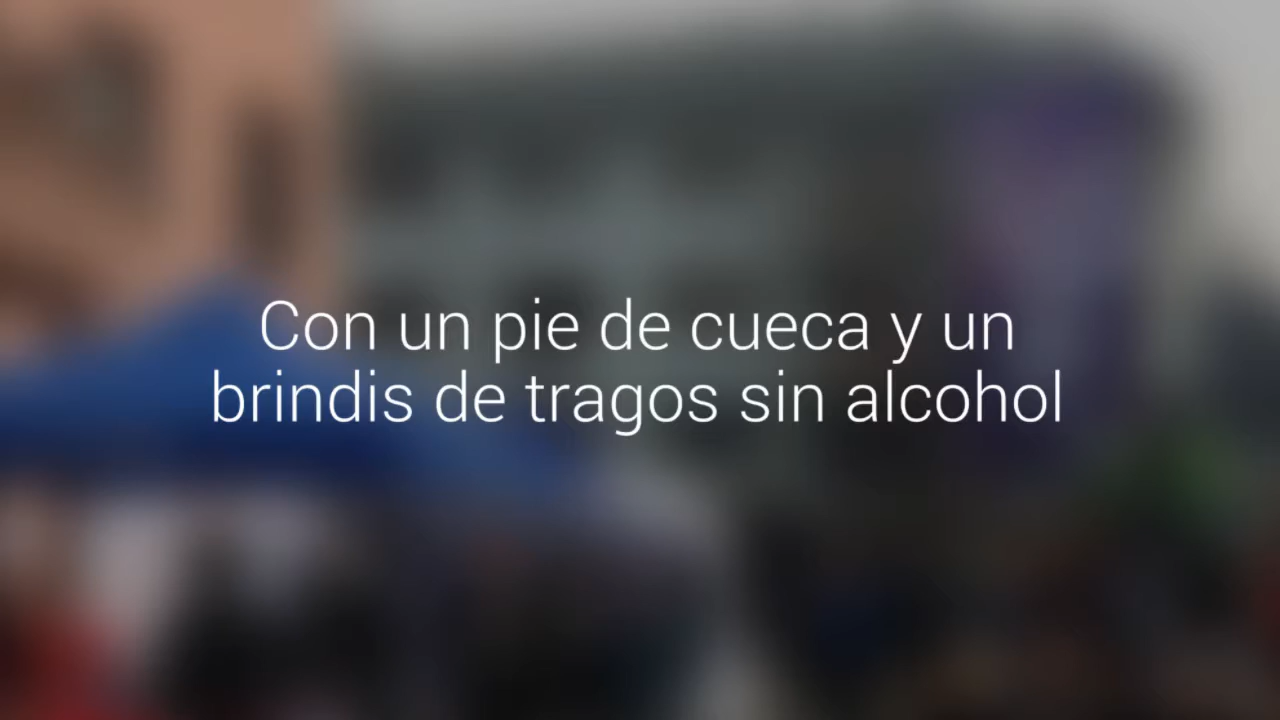 Con un pie de cueca y un
brindis de tragos sin alcohol